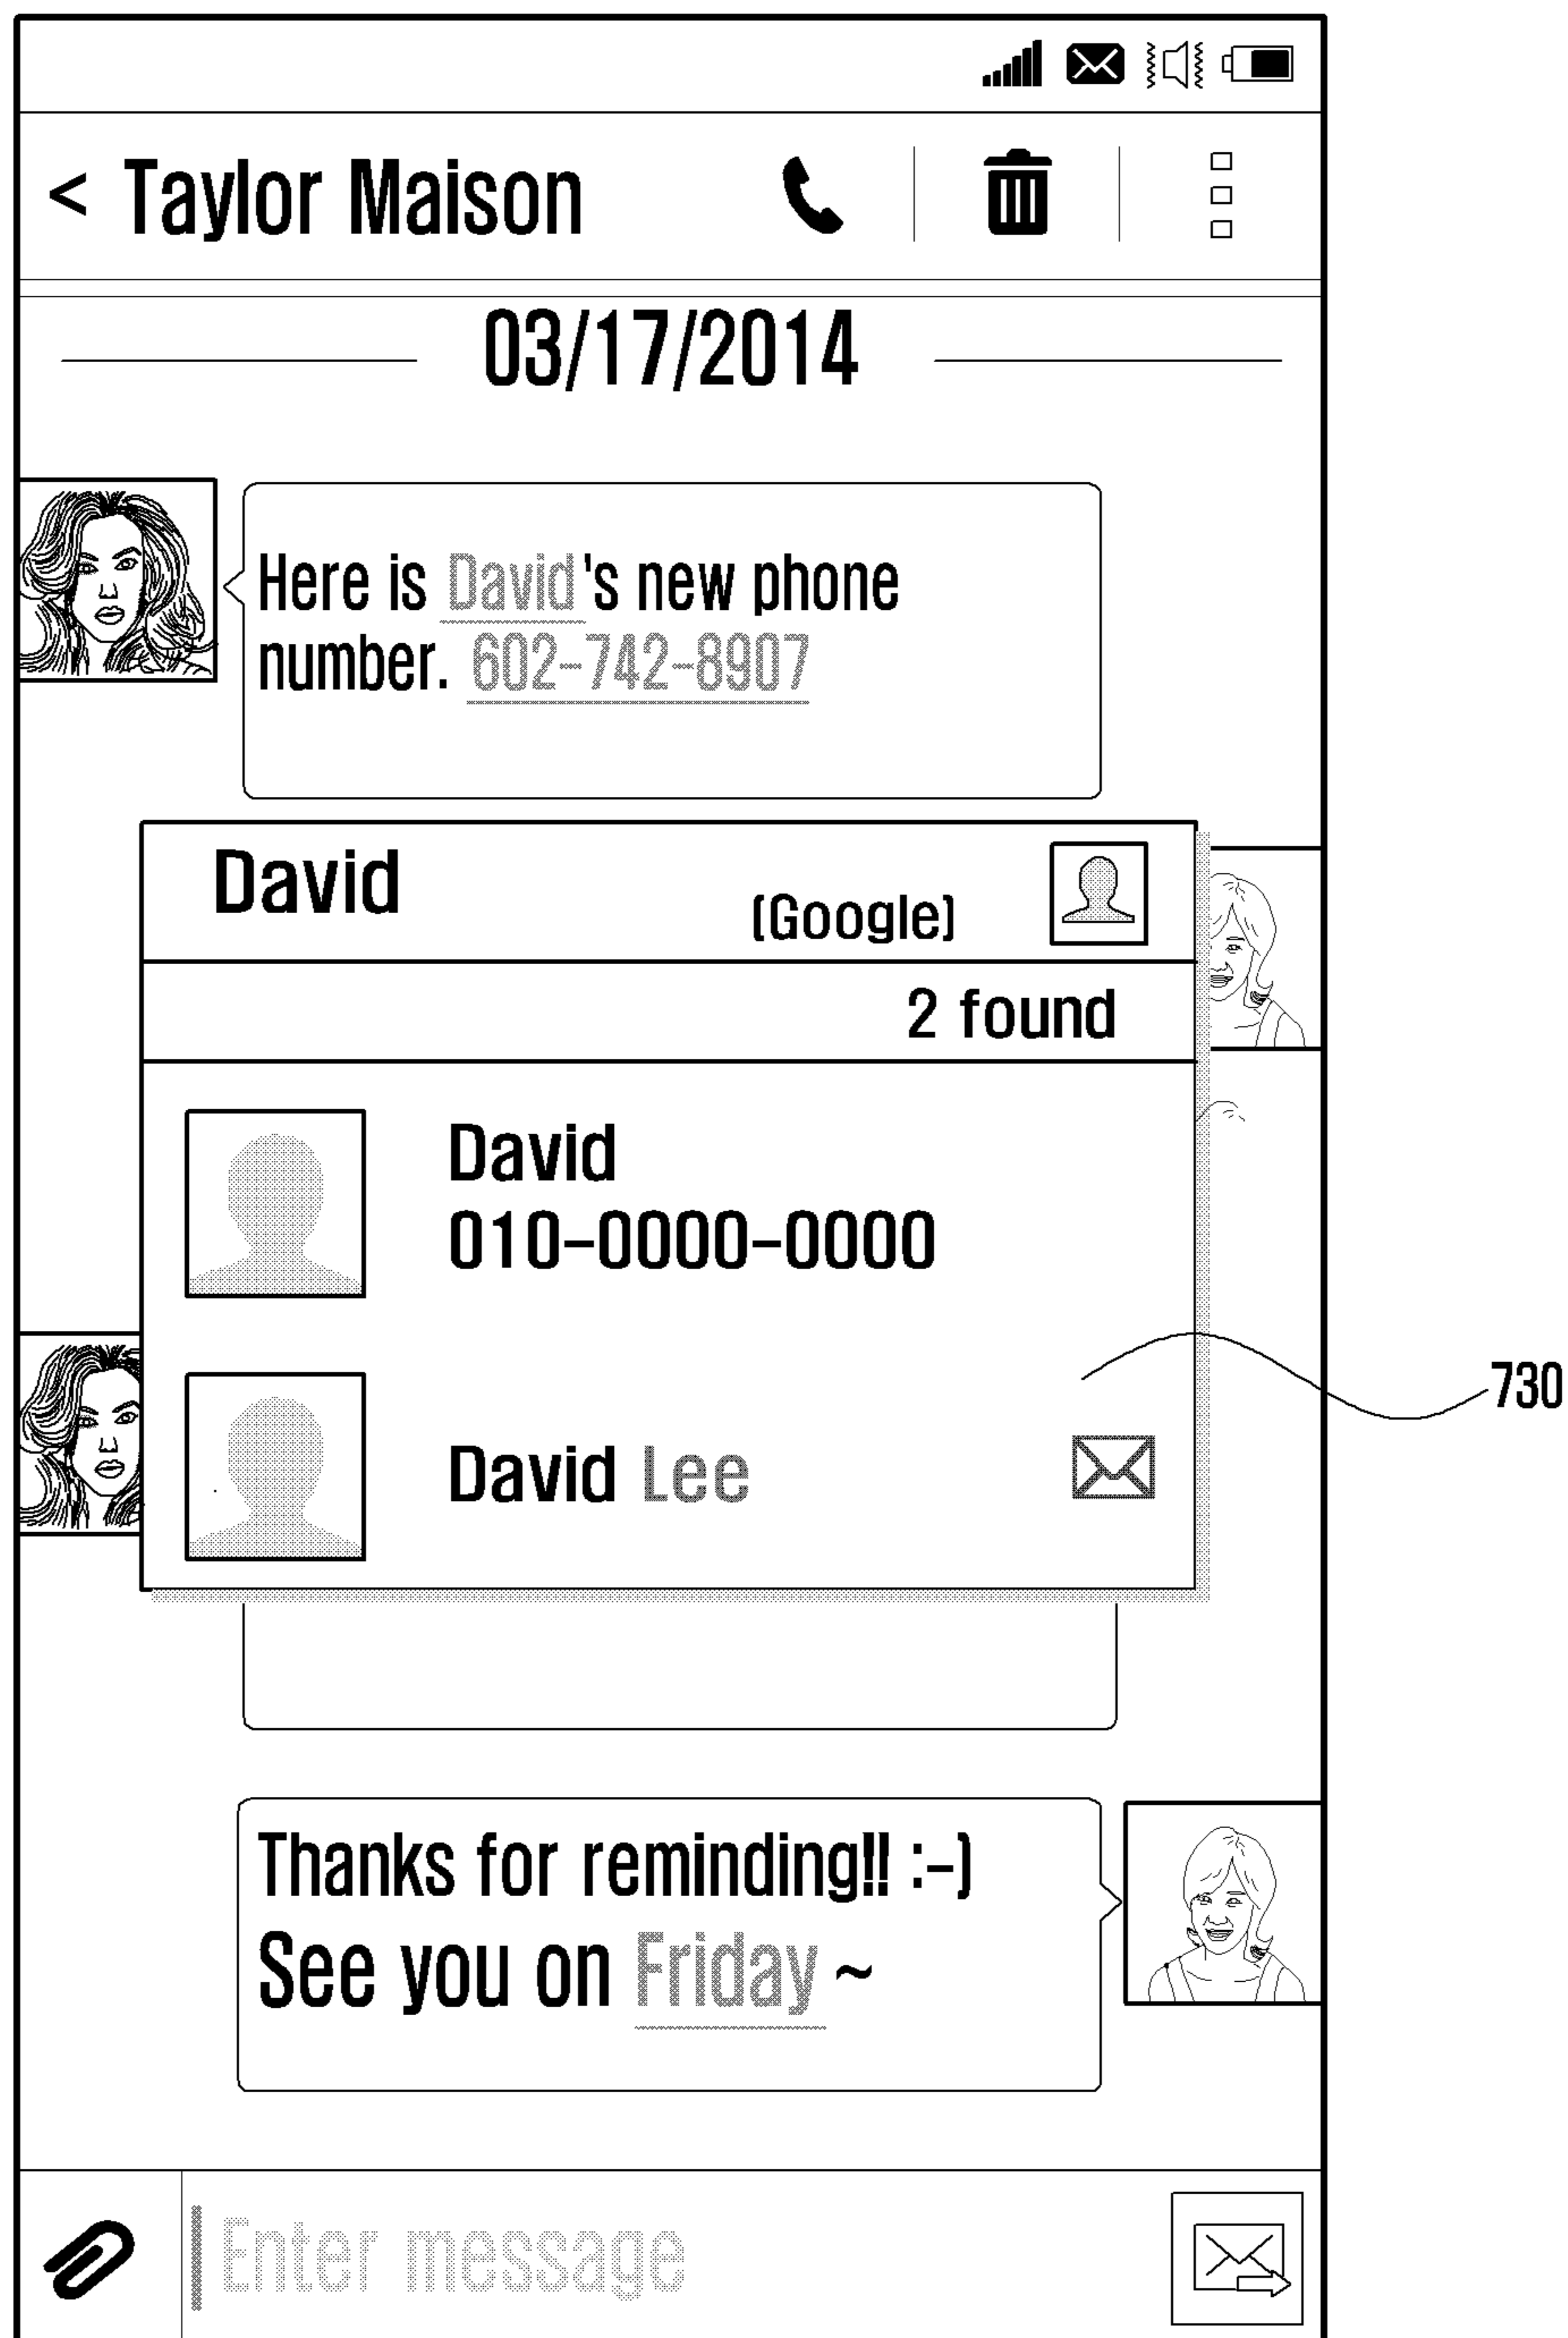 < Taylor Maison
03/17/2014
Here is David's new phone
number. 602-742-8907
David
(Google)
2 found
David
010-0000-0000
730
David Lee
Thanks for reminding!! :-)
See you on Friday ~
Enter message